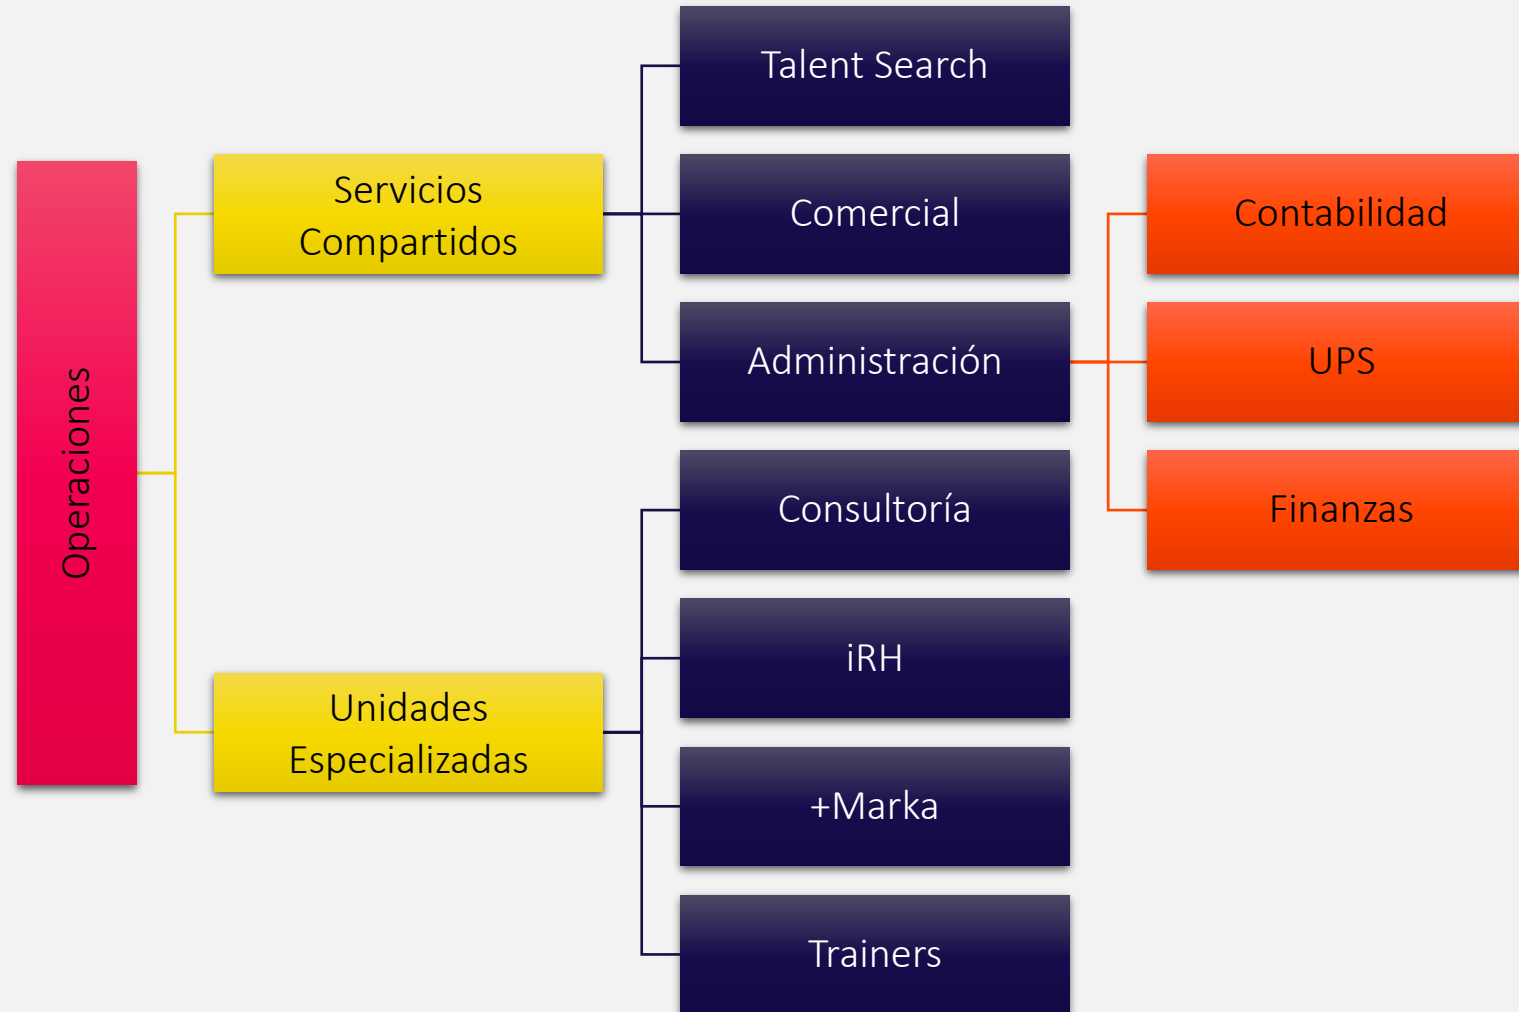 Operaciones
Servicios
Compartidos
Talent Search
Comercial
Administración
Contabilidad
UPS
Finanzas
Unidades
Especializadas
Consultoría
iRH
+Marka
Trainers